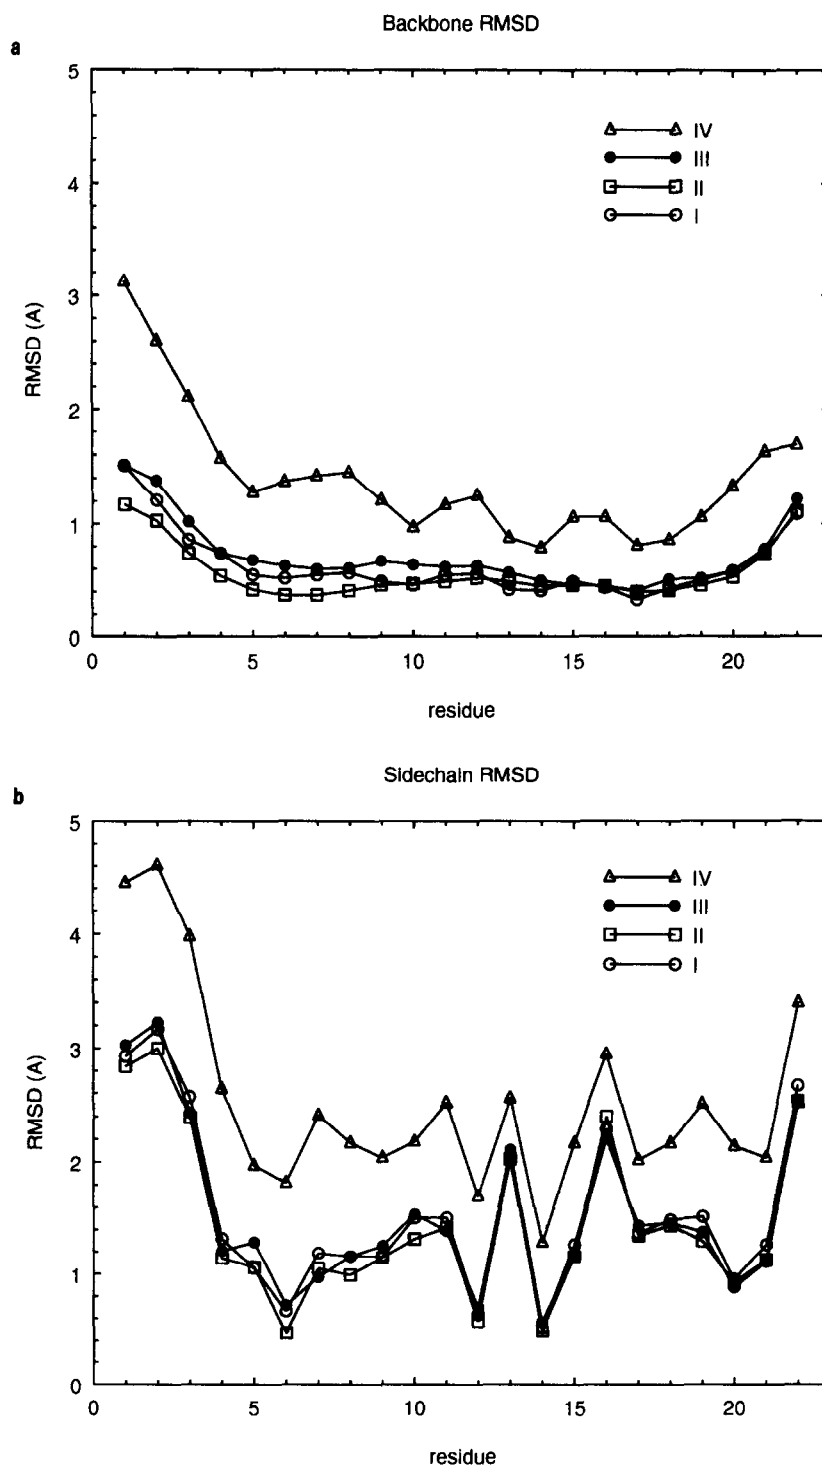 Backbone RMSD
a
5
4
3
2
1
0
RMSD (A)
IV
III
II
I
0 5 10 15 20
residue
Sidechain RMSD
b
5
4
3
2
1
0
RMSD (A)
IV
III
II
I
0 5 10 15 20
residue